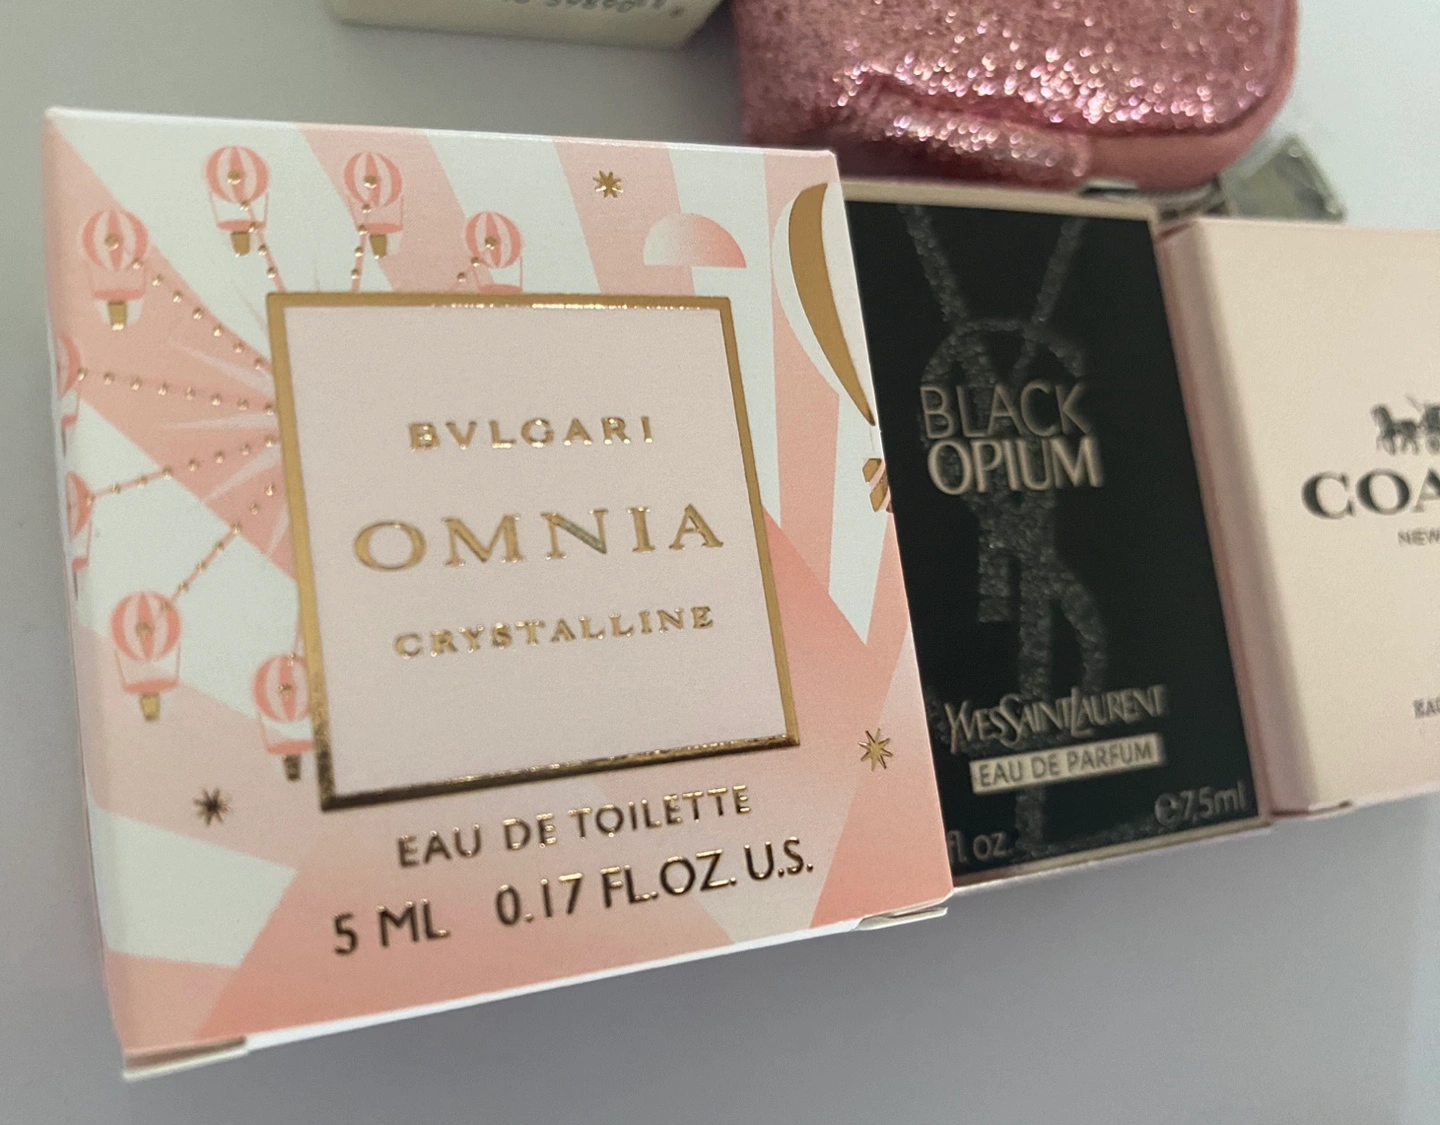 BVLGARI
OMNIA
CRYSTALLINE
EAU DE TOILETTE
5 ML 0.17 FL.OZ. U.S.
BLACK
OPIUM
YVESSAINTLAURENT
EAU DE PARFUM
fl oz. ℮7,5ml
COA
NEW
EAU